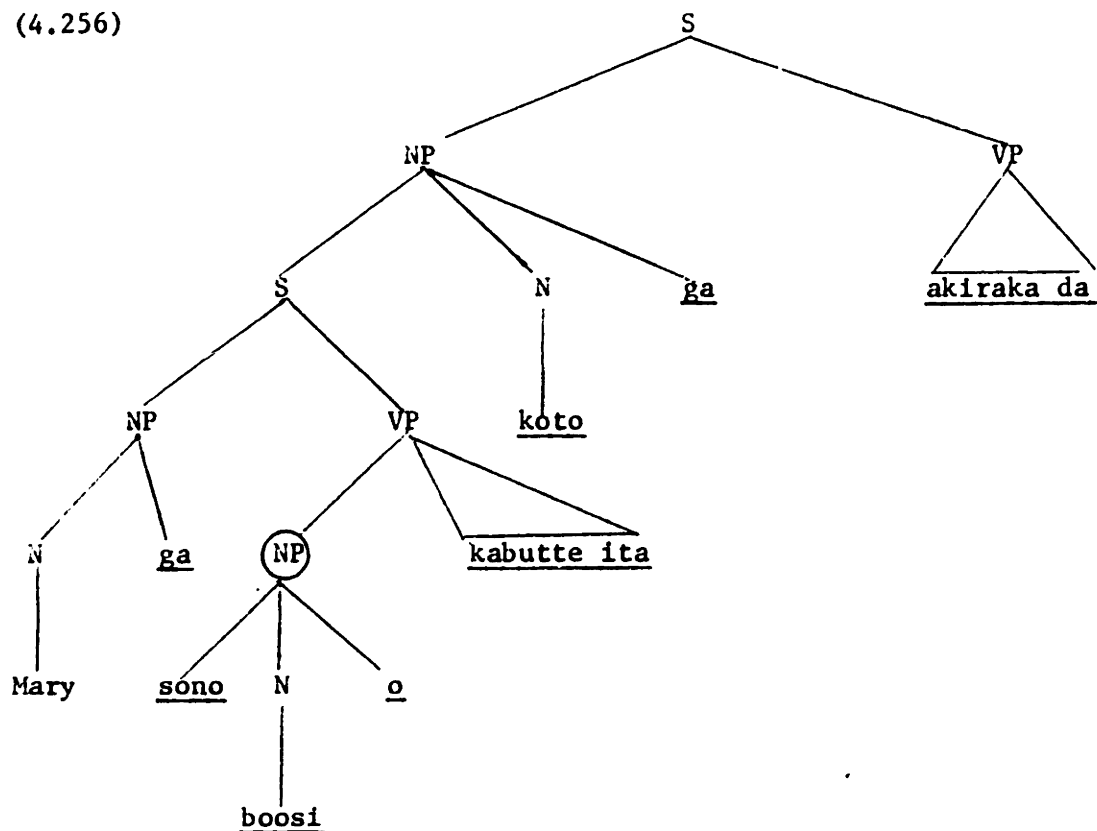 (4.256)
S
NP VP
S N ga akiraka da
NP VP koto
N ga NP kabutte ita
Mary sono N o
boosi